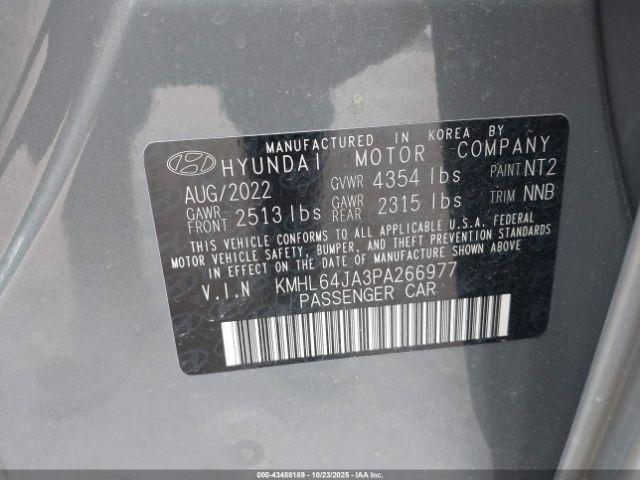 MANUFACTURED IN KOREA BY
HYUNDAI MOTOR COMPANY
AUG/2022 GVWR 4354 lbs PAINT NT2
GAWR FRONT 2513 lbs GAWR REAR 2315 lbs TRIM NNB
THIS VEHICLE CONFORMS TO ALL APPLICABLE U.S.A. FEDERAL
MOTOR VEHICLE SAFETY, BUMPER, AND THEFT PREVENTION STANDARDS
IN EFFECT ON THE DATE OF MANUFACTURE SHOWN ABOVE.
V.I.N KMHL64JA3PA266977
PASSENGER CAR
000-43488189 | 10/23/2025 | iaai.com